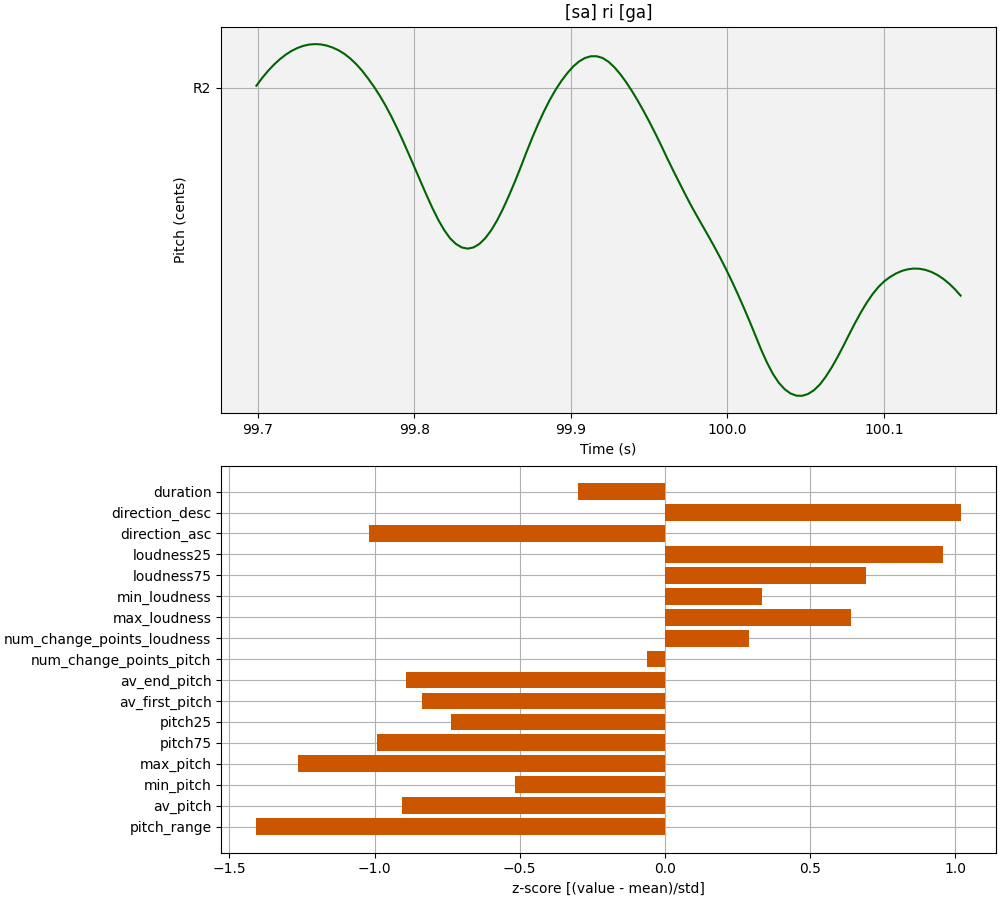 [sa] ri [ga]
R2
Pitch (cents)
99.7 99.8 99.9 100.0 100.1
Time (s)
duration
direction_desc
direction_asc
loudness25
loudness75
min_loudness
max_loudness
num_change_points_loudness
num_change_points_pitch
av_end_pitch
av_first_pitch
pitch25
pitch75
max_pitch
min_pitch
av_pitch
pitch_range
−1.5 −1.0 −0.5 0.0 0.5 1.0
z-score [(value - mean)/std]